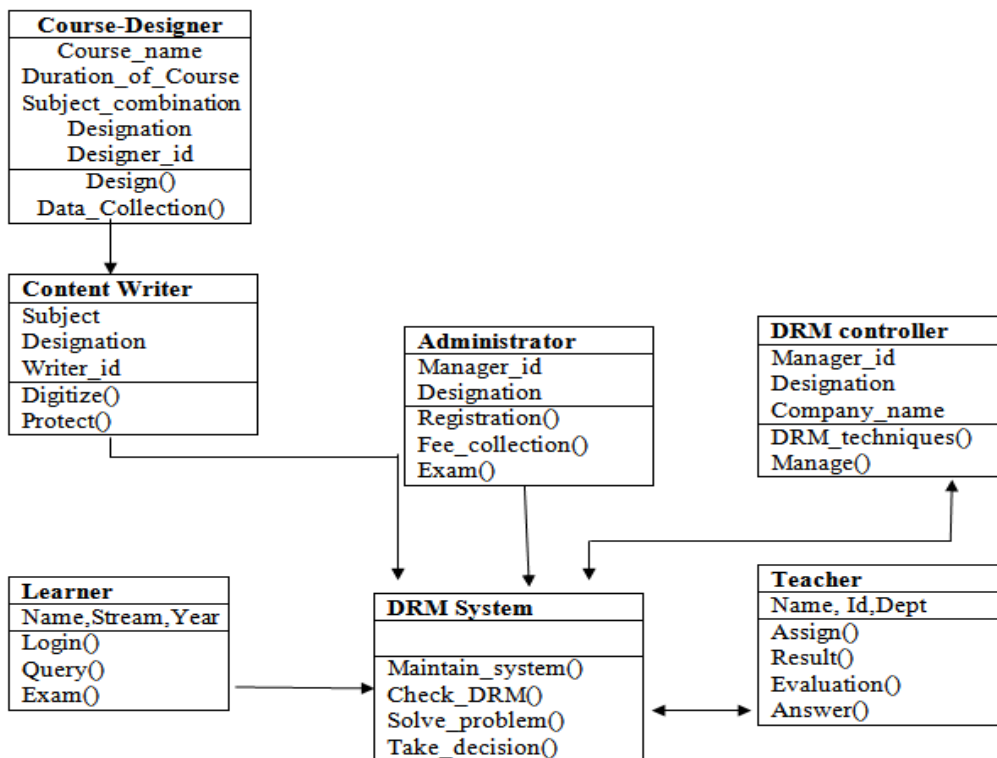 Course-Designer
Course_name
Duration_of_Course
Subject_combination
Designation
Designer_id
Design()
Data_Collection()
Content Writer
Subject
Designation
Writer_id
Digitize()
Protect()
Administrator
Manager_id
Designation
Registration()
Fee_collection()
Exam()
DRM controller
Manager_id
Designation
Company_name
DRM_techniques()
Manage()
Learner
Name,Stream,Year
Login()
Query()
Exam()
DRM System
Maintain_system()
Check_DRM()
Solve_problem()
Take_decision()
Teacher
Name, Id,Dept
Assign()
Result()
Evaluation()
Answer()